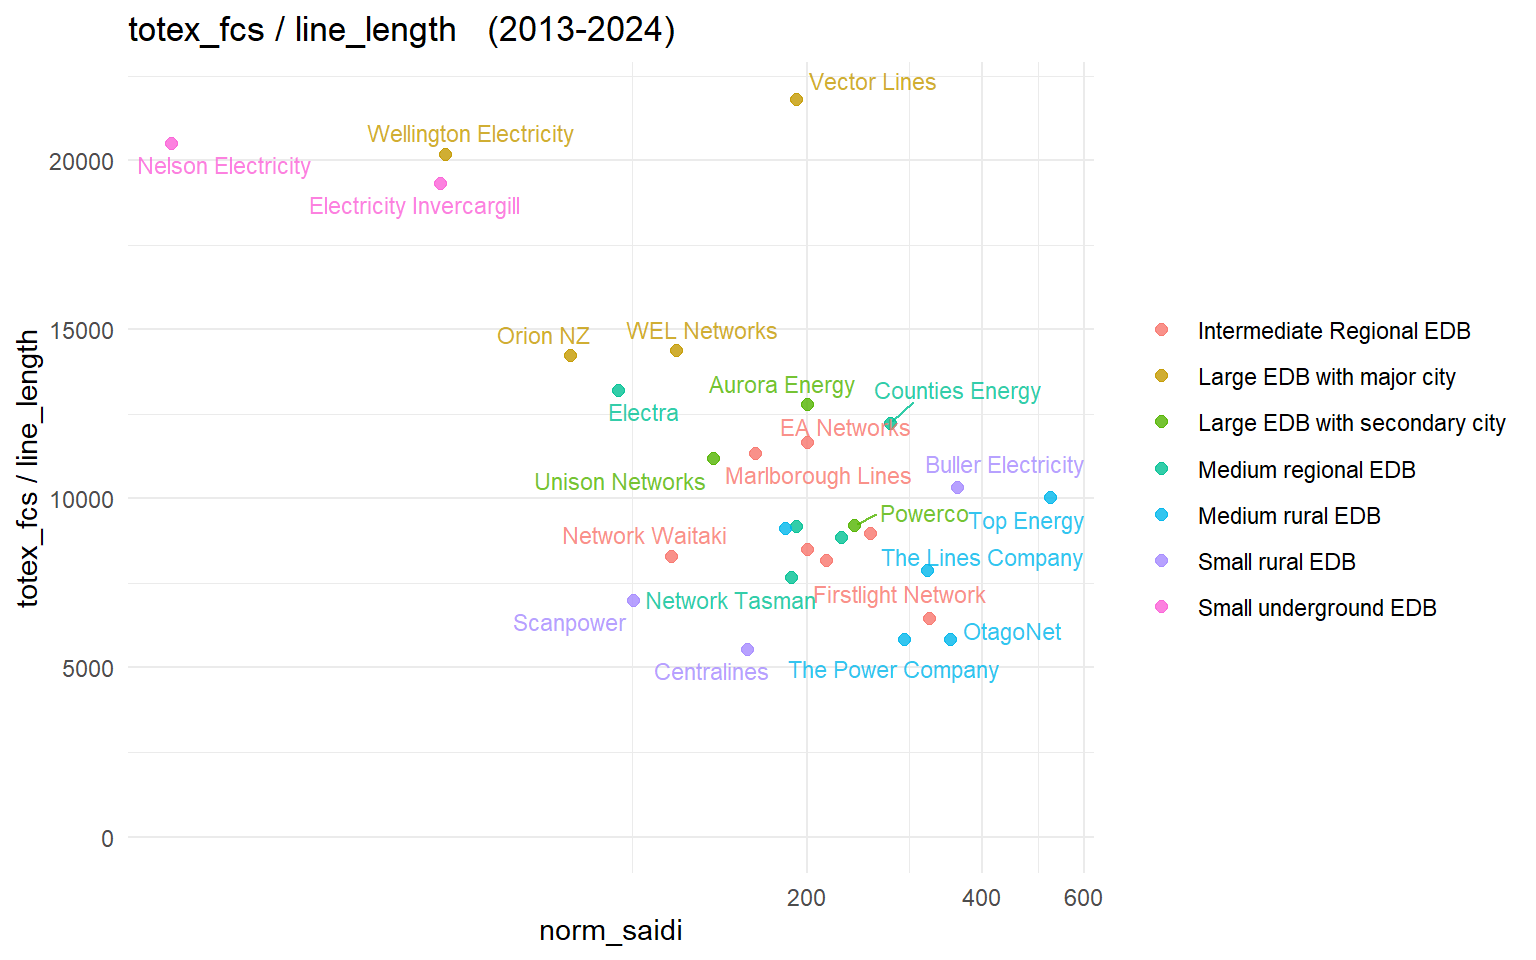 totex_fcs / line_length   (2013-2024)
Vector Lines
Wellington Electricity
Nelson Electricity
Electricity Invercargill
Orion NZ
WEL Networks
Aurora Energy
Counties Energy
Electra
EA Networks
Buller Electricity
Marlborough Lines
Unison Networks
Powerco
Top Energy
Network Waitaki
The Lines Company
Firstlight Network
Network Tasman
Scanpower
OtagoNet
Centralines
The Power Company
20000
15000
10000
5000
0
totex_fcs / line_length
200
400
600
norm_saidi
Intermediate Regional EDB
Large EDB with major city
Large EDB with secondary city
Medium regional EDB
Medium rural EDB
Small rural EDB
Small underground EDB